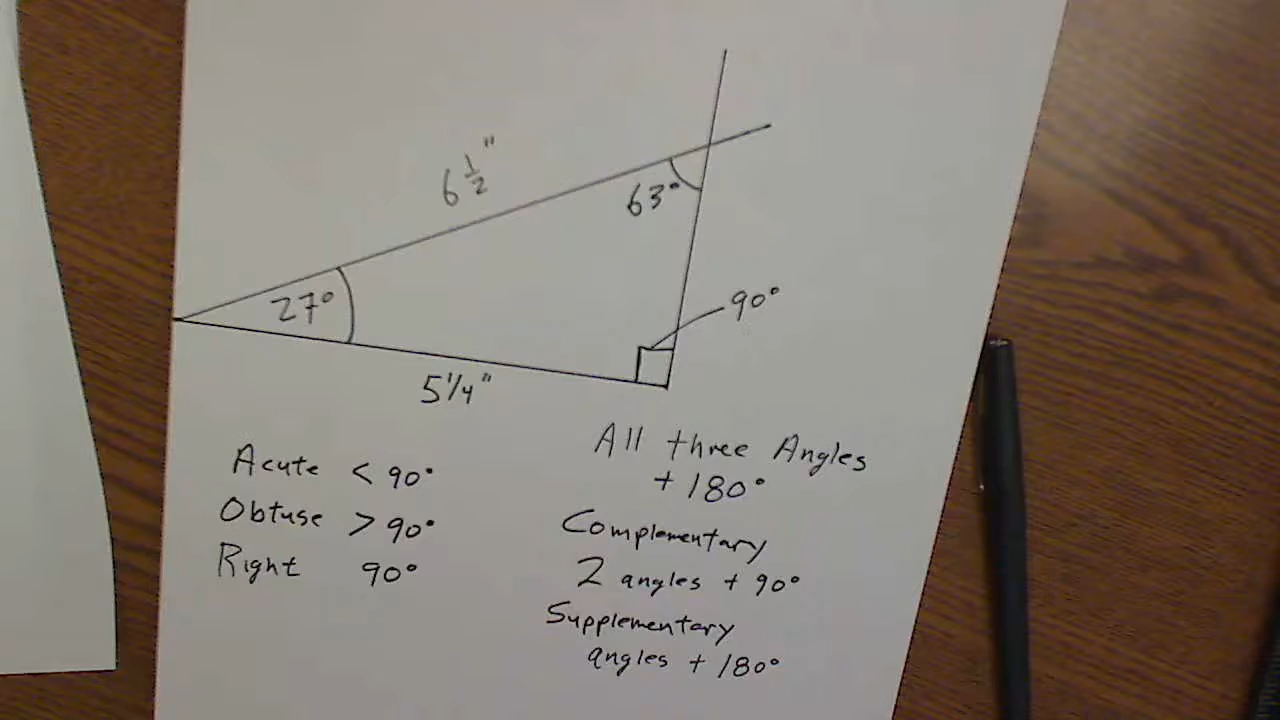 6 1/2"
63°
27°
90°
5 1/4"
Acute < 90°
Obtuse > 90°
Right 90°
All three Angles
+ 180°
Complementary
2 angles + 90°
Supplementary
angles + 180°